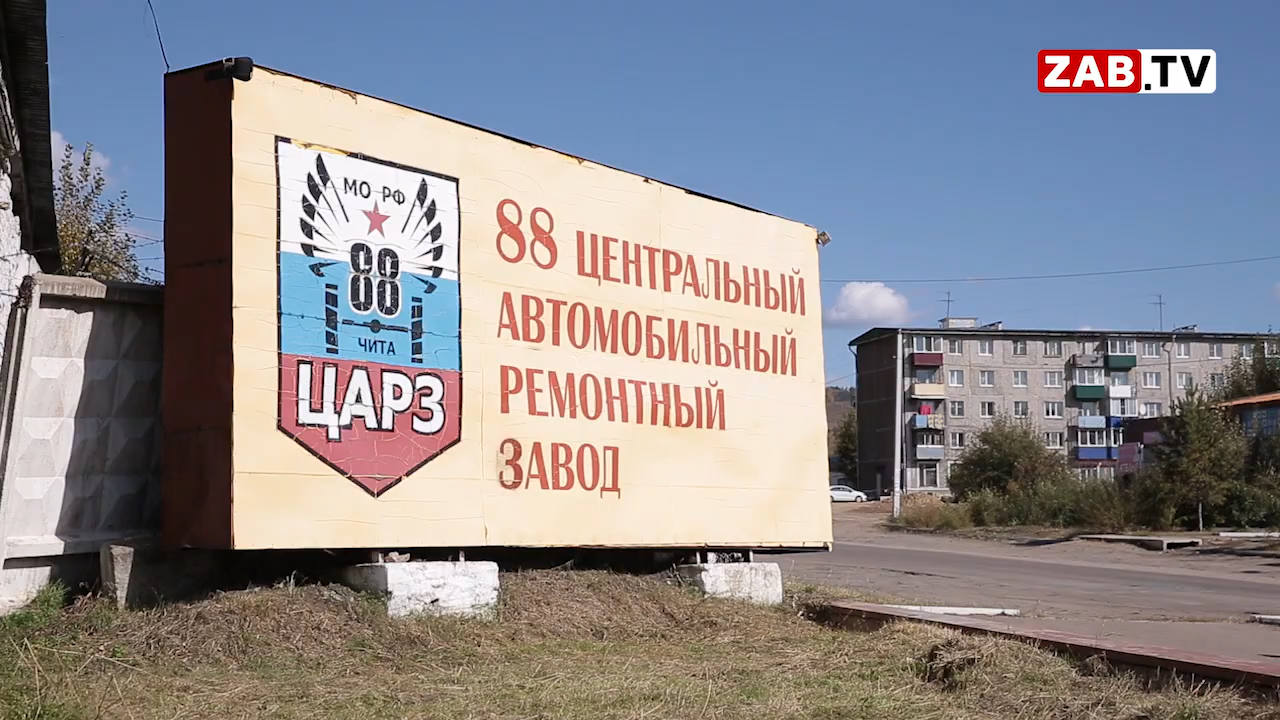 ZAB.TV
МО РФ
88
ЧИТА
ЦАРЗ
88 ЦЕНТРАЛЬНЫЙ
АВТОМОБИЛЬНЫЙ
РЕМОНТНЫЙ
ЗАВОД